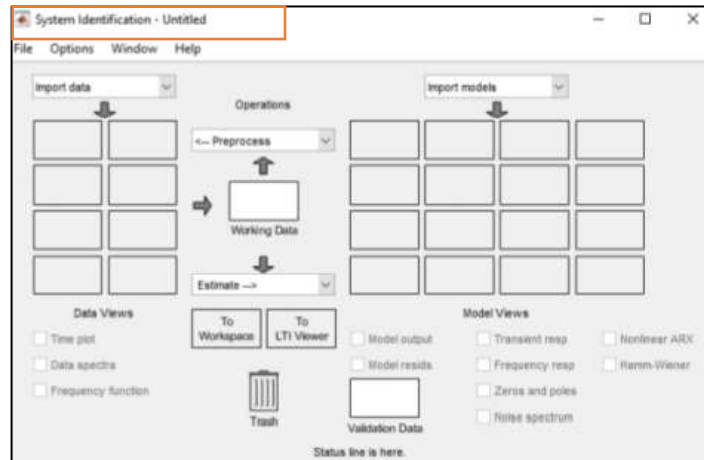 System Identification - Untitled
File Options Window Help
Import data
Operations
Import models
<-- Preprocess
Working Data
Estimate -->
Data Views
To Workspace
To LTI Viewer
Model Views
Time plot
Data spectra
Frequency function
Model output
Model resids
Transient resp
Frequency resp
Zeros and poles
Noise spectrum
Nonlinear ARX
Hamm-Wiener
Trash
Validation Data
Status line is here.